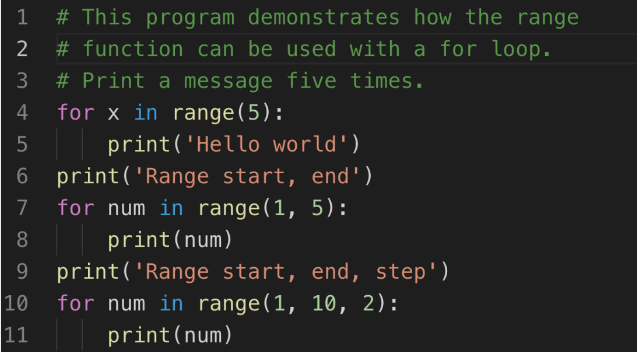 1 # This program demonstrates how the range
2 # function can be used with a for loop.
3 # Print a message five times.
4 for x in range(5):
5     print('Hello world')
6 print('Range start, end')
7 for num in range(1, 5):
8     print(num)
9 print('Range start, end, step')
10 for num in range(1, 10, 2):
11     print(num)